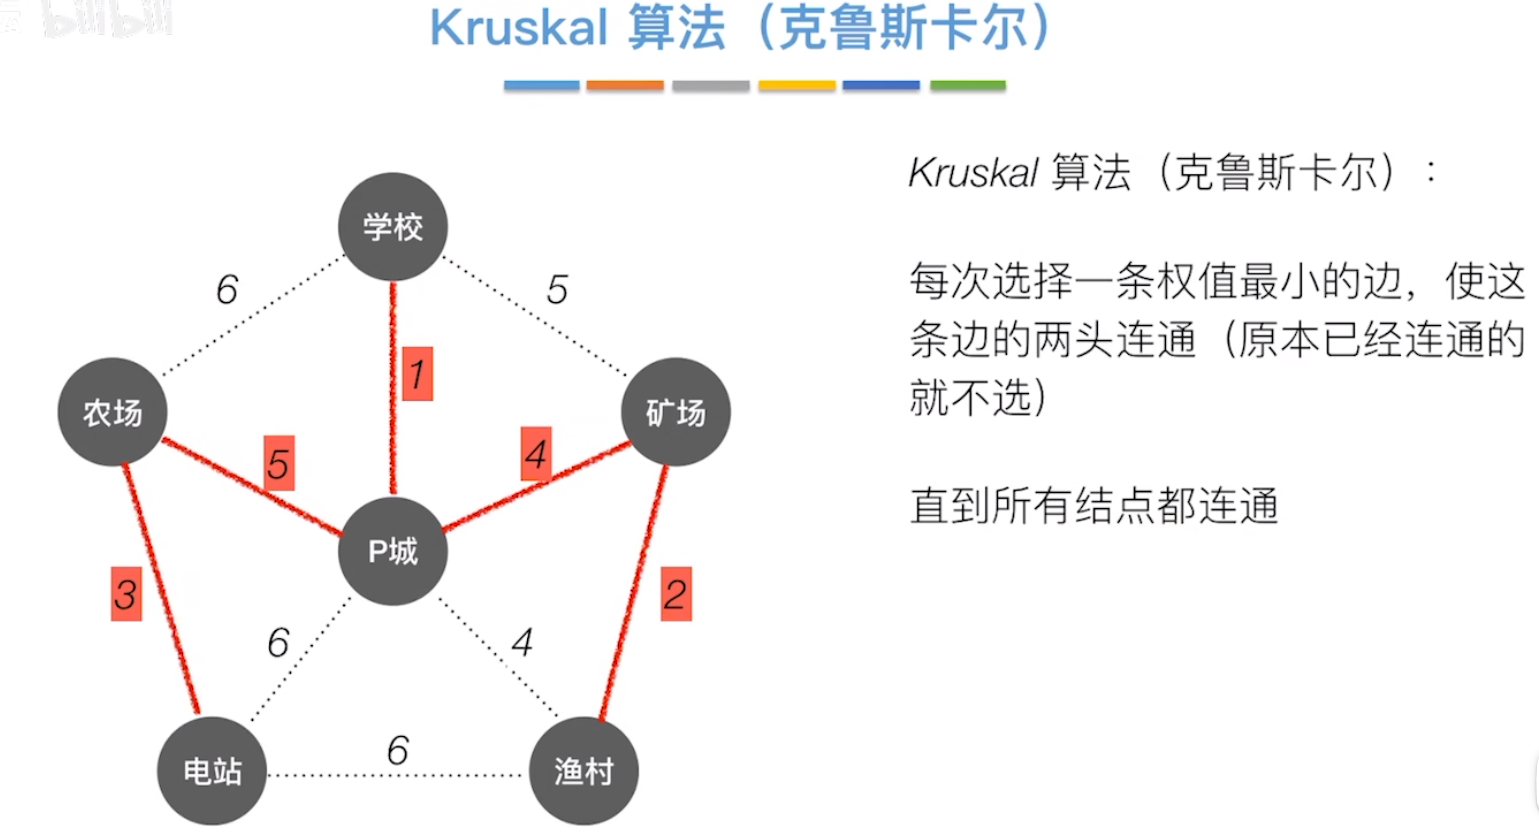 bilibili
Kruskal 算法（克鲁斯卡尔）
Kruskal 算法（克鲁斯卡尔）：
每次选择一条权值最小的边，使这
条边的两头连通（原本已经连通的
就不选）
直到所有结点都连通
学校
6
5
1
农场
矿场
5
4
P城
3
2
6
4
6
电站
渔村